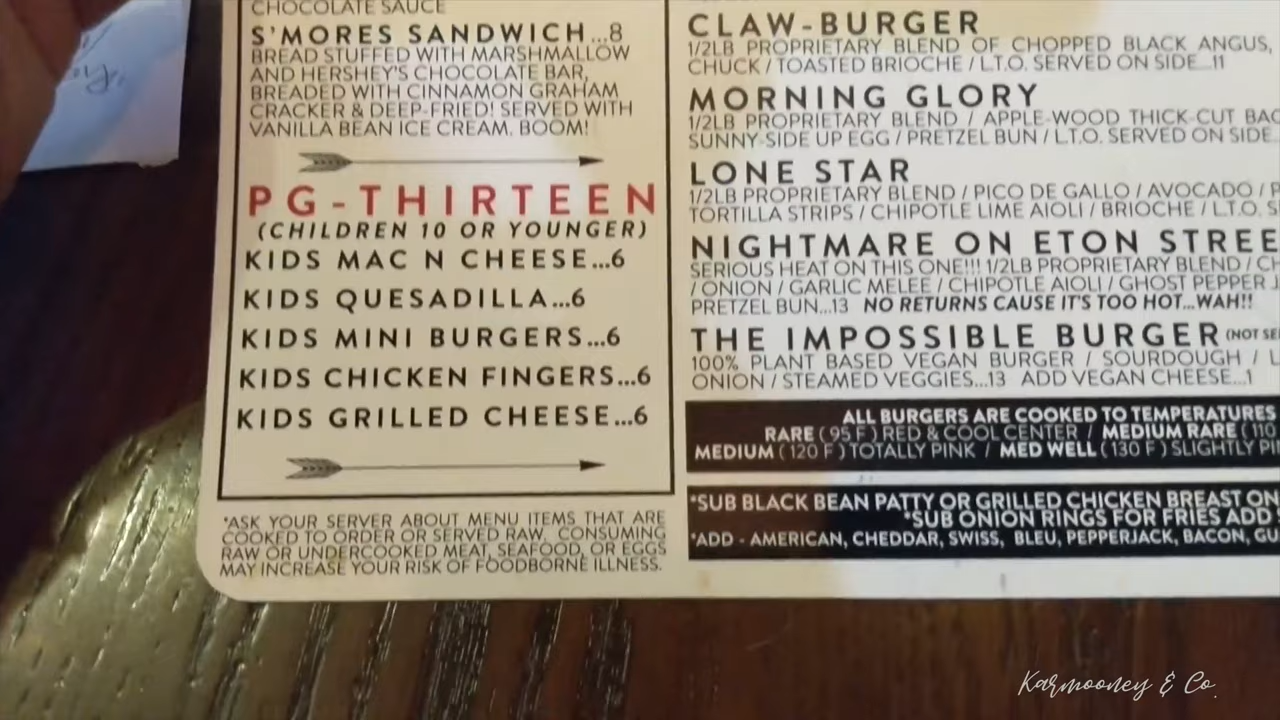 CHOCOLATE SAUCE
S'MORES SANDWICH...8
BREAD STUFFED WITH MARSHMALLOW
AND HERSHEY'S CHOCOLATE BAR,
BREADED WITH CINNAMON GRAHAM
CRACKER & DEEP-FRIED! SERVED WITH
VANILLA BEAN ICE CREAM. BOOM!
PG-THIRTEEN
(CHILDREN 10 OR YOUNGER)
KIDS MAC N CHEESE...6
KIDS QUESADILLA...6
KIDS MINI BURGERS...6
KIDS CHICKEN FINGERS...6
KIDS GRILLED CHEESE...6
*ASK YOUR SERVER ABOUT MENU ITEMS THAT ARE
COOKED TO ORDER OR SERVED RAW. CONSUMING
RAW OR UNDERCOOKED MEAT, SEAFOOD, OR EGGS
MAY INCREASE YOUR RISK OF FOODBORNE ILLNESS.
CLAW-BURGER
1/2LB PROPRIETARY BLEND OF CHOPPED BLACK ANGUS,
CHUCK / TOASTED BRIOCHE / L.T.O. SERVED ON SIDE...11
MORNING GLORY
1/2LB PROPRIETARY BLEND / APPLE-WOOD THICK-CUT
SUNNY-SIDE UP EGG / PRETZEL BUN / L.T.O. SERVED ON SIDE...
LONE STAR
1/2LB PROPRIETARY BLEND / PICO DE GALLO / AVOCADO /
TORTILLA STRIPS / CHIPOTLE LIME AIOLI / BRIOCHE / L.T.O.
NIGHTMARE ON ETON STREE
SERIOUS HEAT ON THIS ONE!!! 1/2LB PROPRIETARY BLEND /
/ ONION / GARLIC MELEE / CHIPOTLE AIOLI / GHOST PEPPER
PRETZEL BUN...13 NO RETURNS CAUSE IT'S TOO HOT...WAH!!
THE IMPOSSIBLE BURGER (NOT
100% PLANT BASED VEGAN BURGER / SOURDOUGH /
ONION / STEAMED VEGGIES...13 ADD VEGAN CHEESE...1
ALL BURGERS ARE COOKED TO TEMPERATURES
RARE (95 F) RED & COOL CENTER / MEDIUM RARE (110
MEDIUM (120 F) TOTALLY PINK / MED WELL (130 F) SLIGHTLY
*SUB BLACK BEAN PATTY OR GRILLED CHICKEN BREAST ON
*SUB ONION RINGS FOR FRIES ADD
*ADD - AMERICAN, CHEDDAR, SWISS, BLEU, PEPPERJACK, BACON,
Karmooney & Co.